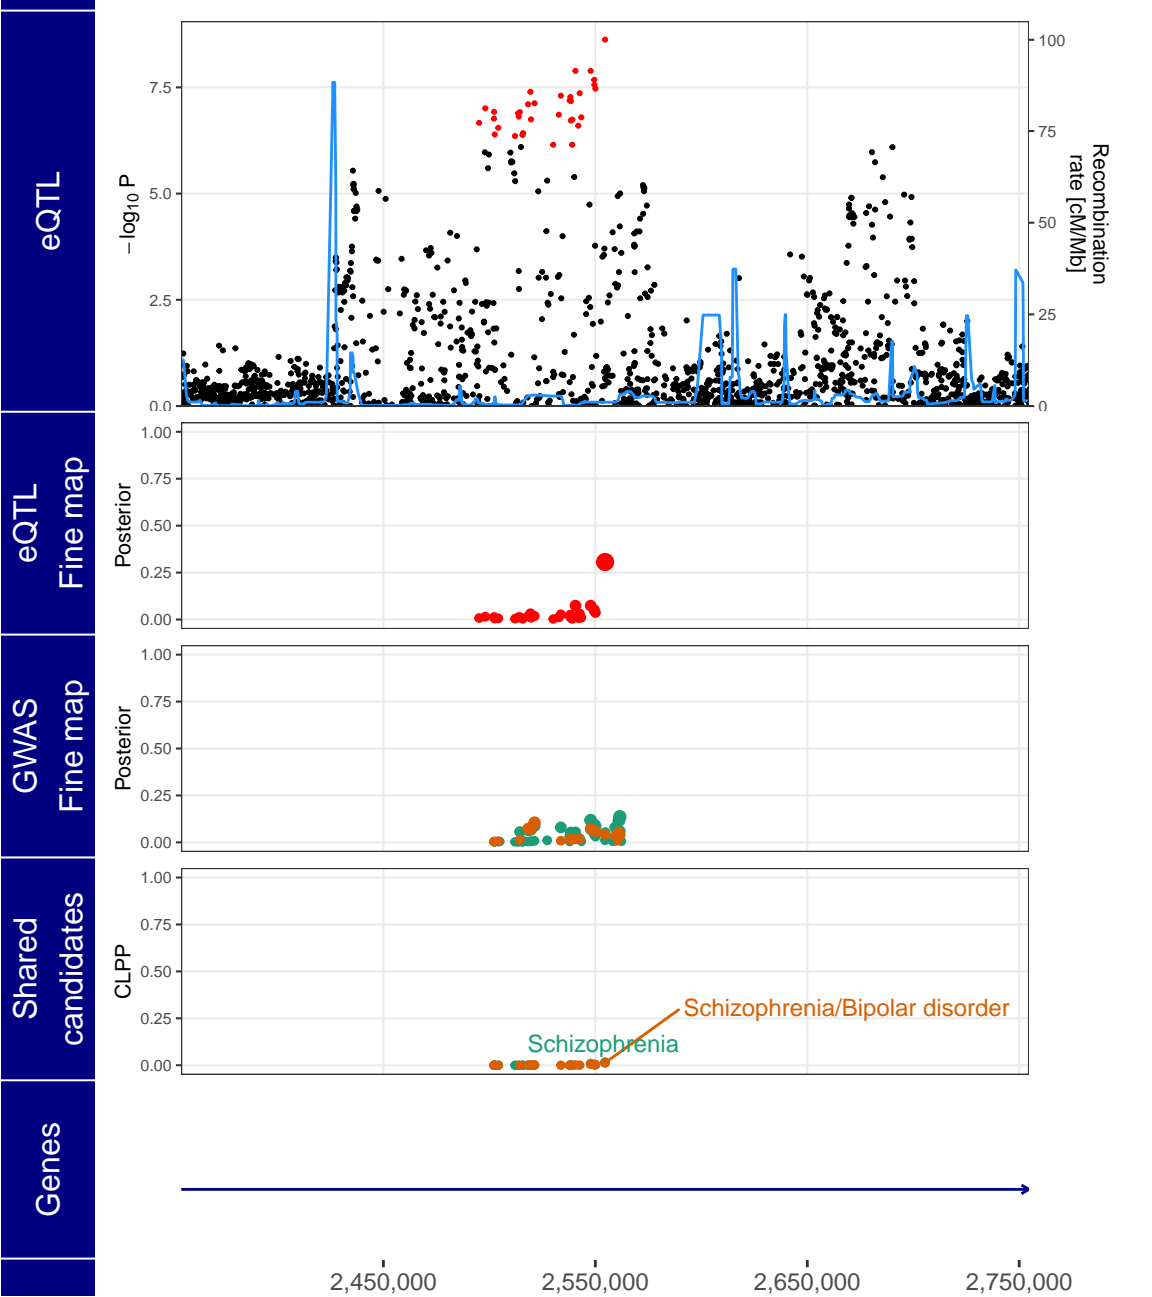 eQTL
−log10 P
7.5
5.0
2.5
0.0
100
75
50
25
0
Recombination
rate [cM/Mb]
eQTL
Fine map
Posterior
1.00
0.75
0.50
0.25
0.00
GWAS
Fine map
Posterior
1.00
0.75
0.50
0.25
0.00
Shared
candidates
CLPP
1.00
0.75
0.50
0.25
0.00
Schizophrenia/Bipolar disorder
Schizophrenia
Genes
2,450,000
2,550,000
2,650,000
2,750,000